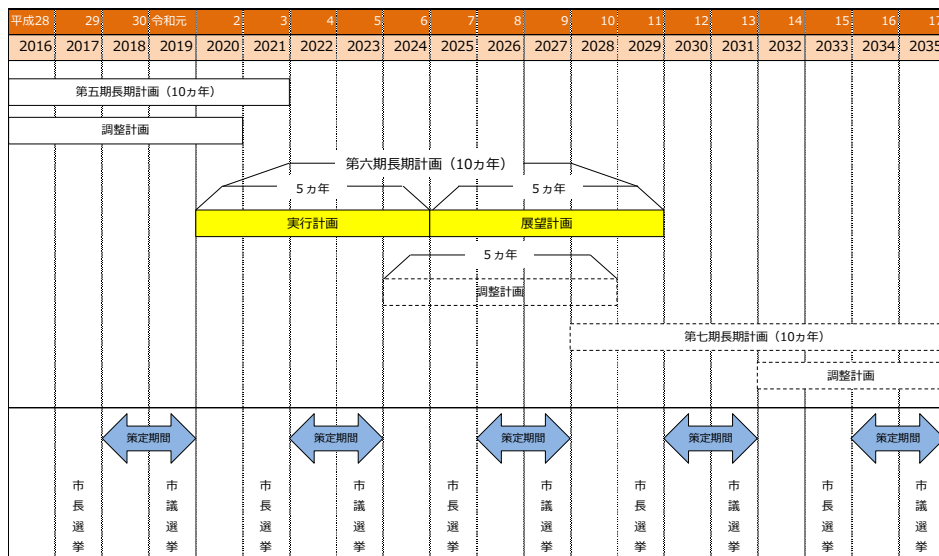 平成28 29 30 令和元 2 3 4 5 6 7 8 9 10 11 12 13 14 15 16 17
2016 2017 2018 2019 2020 2021 2022 2023 2024 2025 2026 2027 2028 2029 2030 2031 2032 2033 2034 2035
第五期長期計画（10ヵ年）
調整計画
第六期長期計画（10ヵ年）
5ヵ年 5ヵ年
実行計画 展望計画
5ヵ年
調整計画
第七期長期計画（10ヵ年）
調整計画
策定期間 策定期間 策定期間 策定期間 策定期間
市長選挙 市議選挙 市長選挙 市議選挙 市長選挙 市議選挙 市長選挙 市議選挙 市長選挙 市議選挙